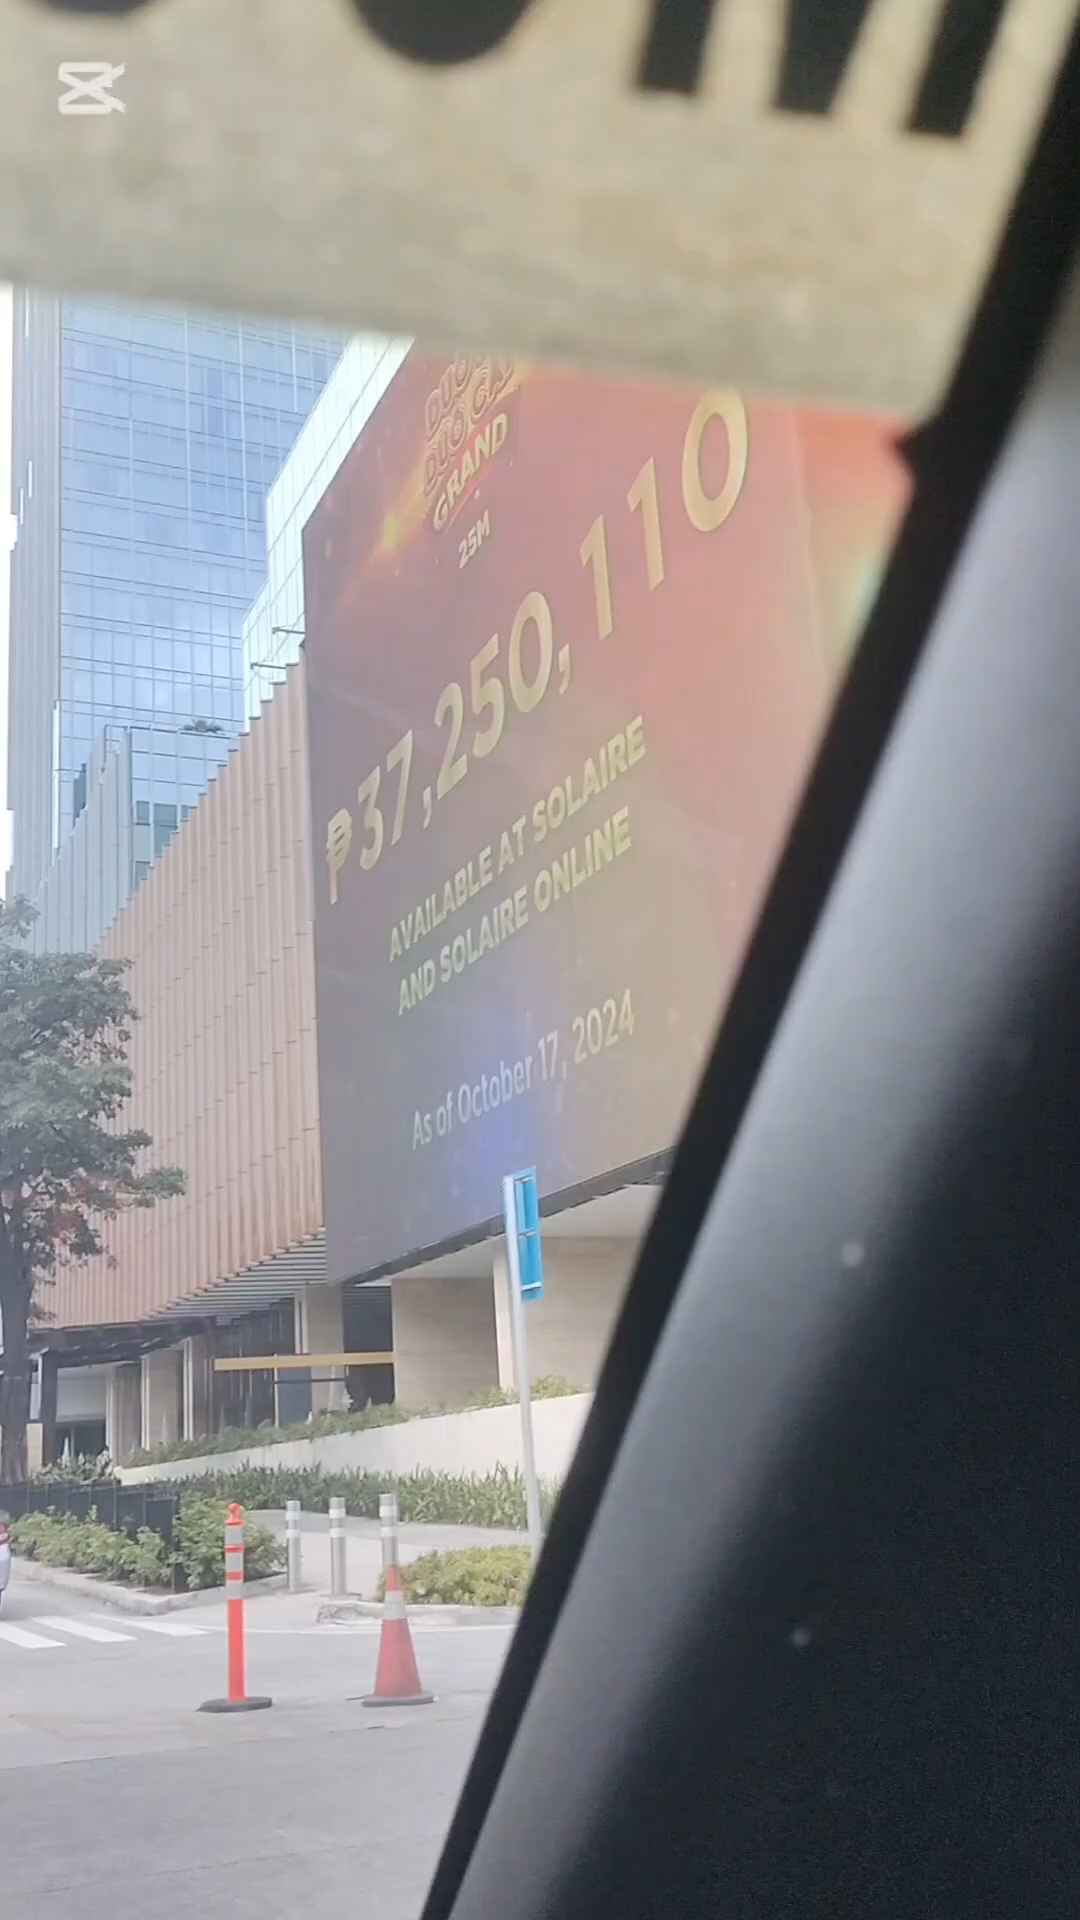 GRAND
25M
₱37,250,110
AVAILABLE AT SOLAIRE
AND SOLAIRE ONLINE
As of October 17, 2024